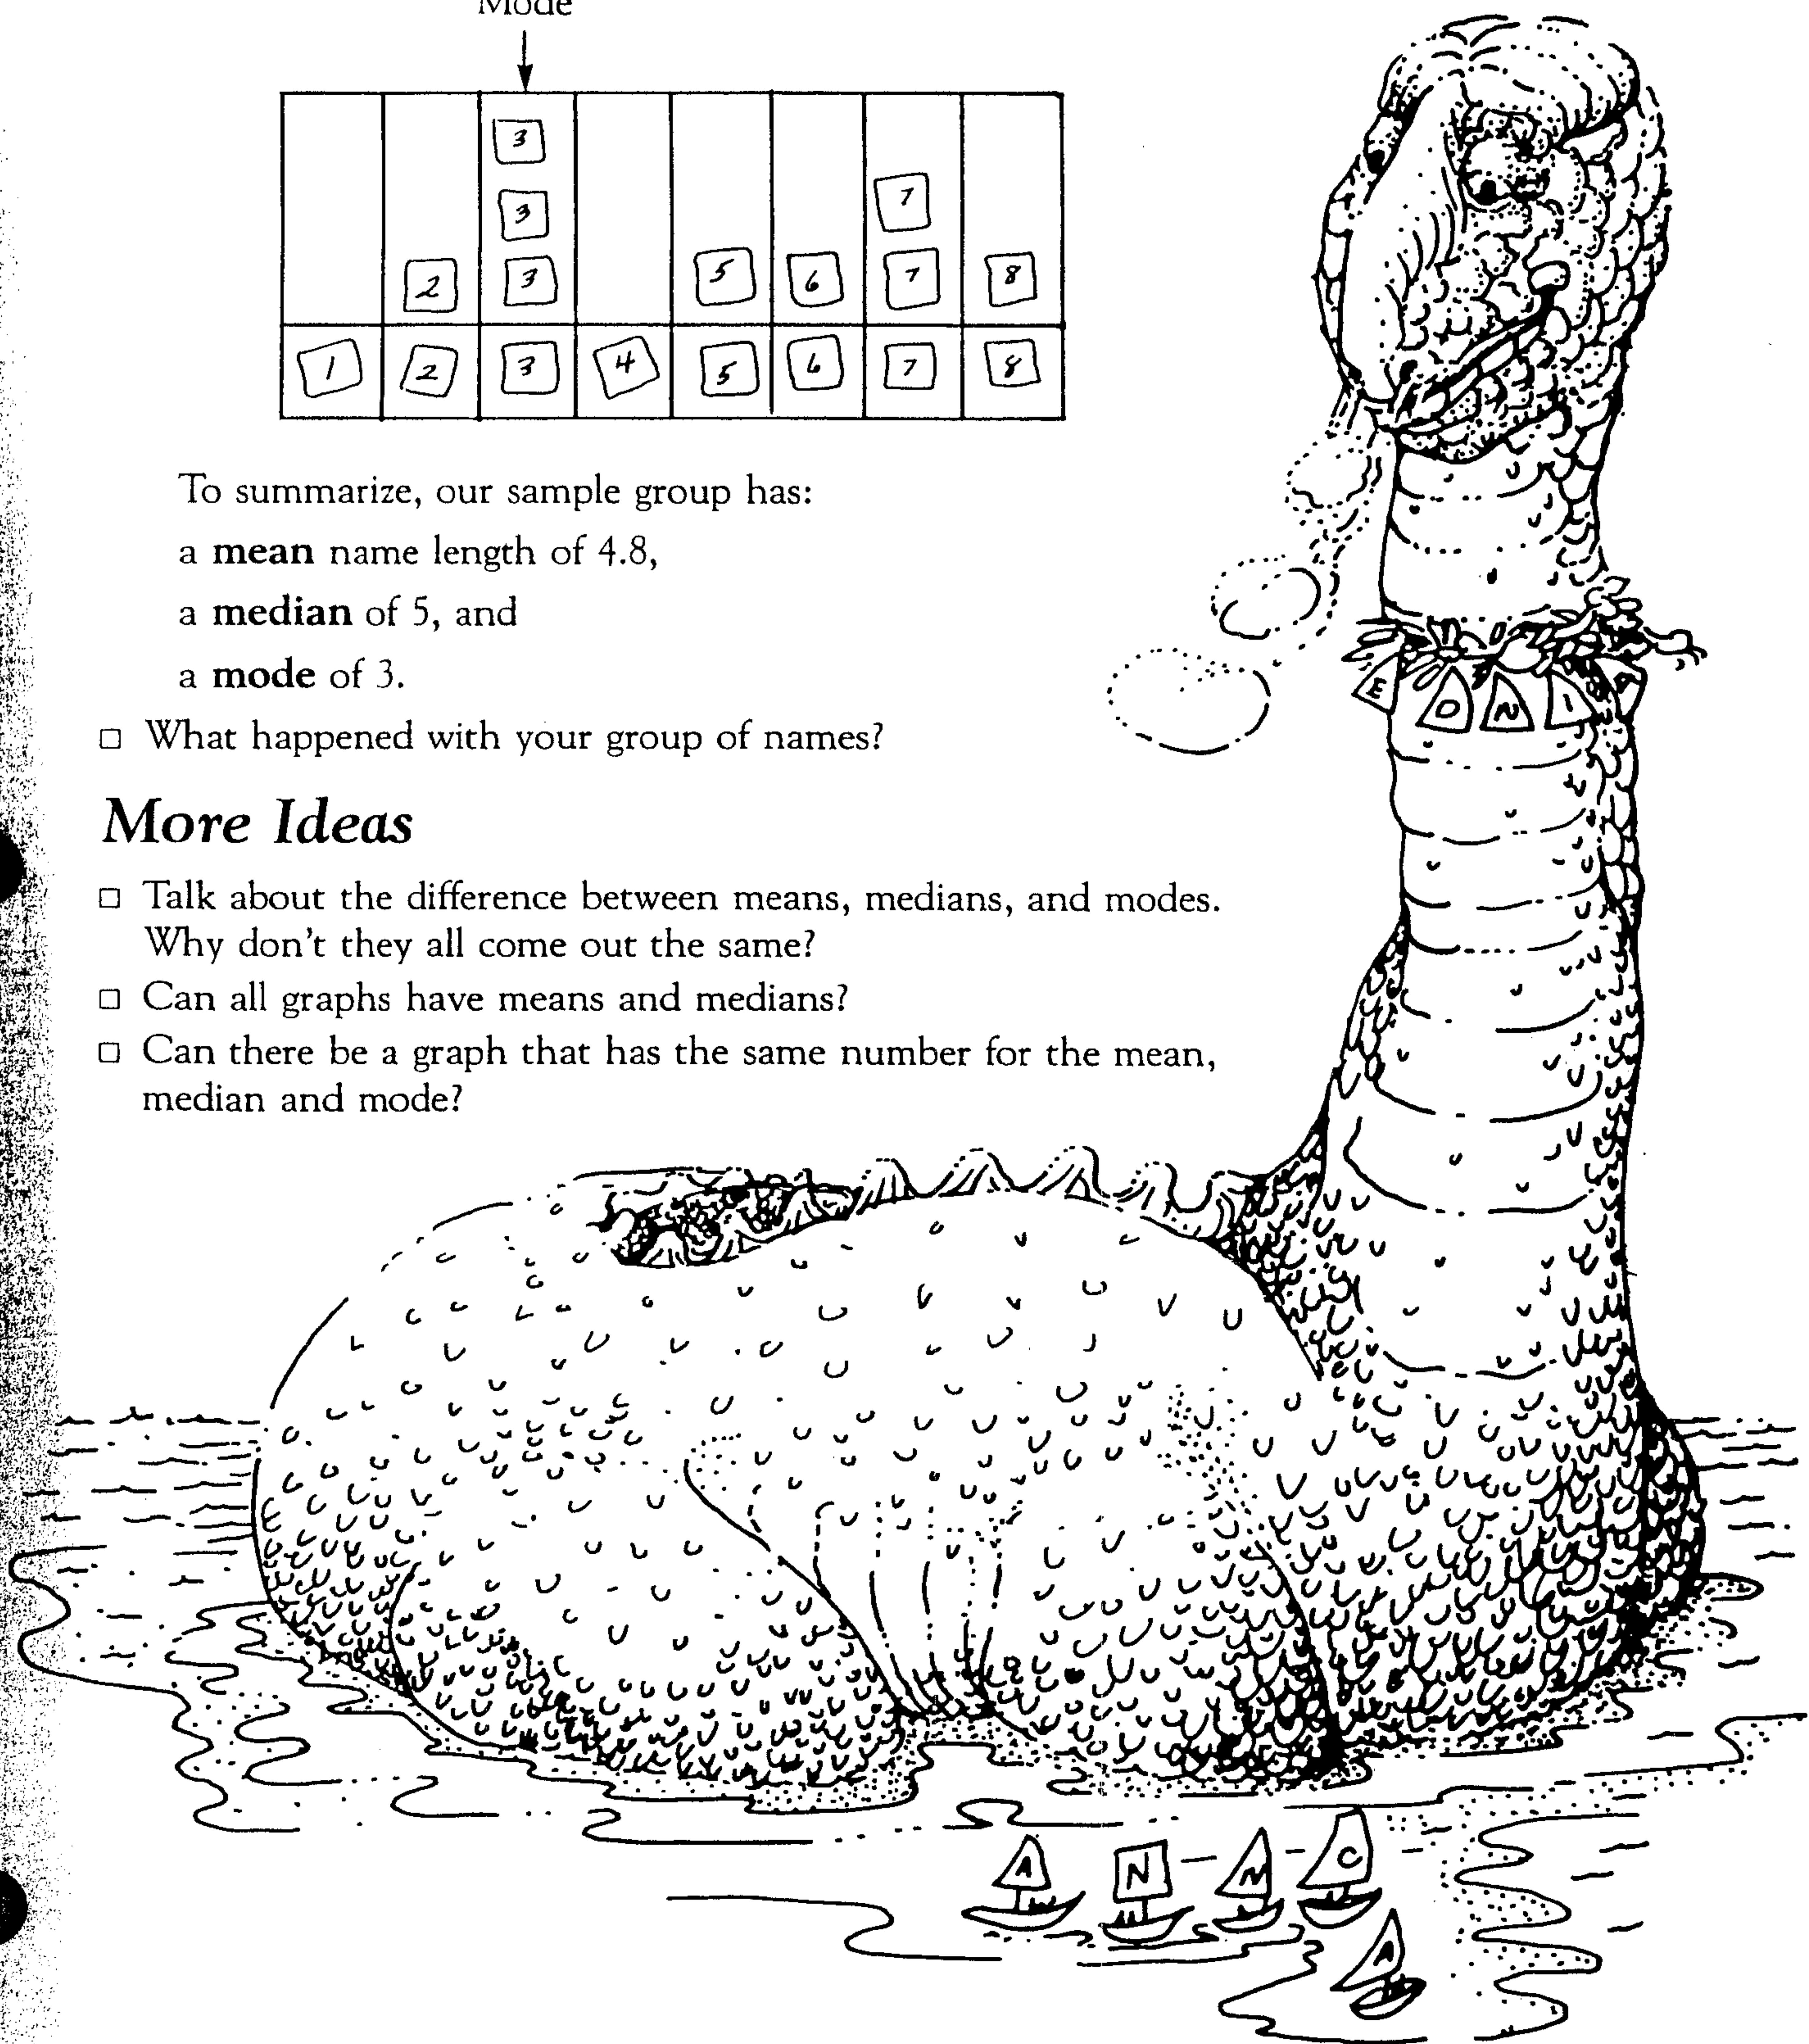 Mode
3
3 7
2 3 5 6 7 8
1 2 3 4 5 6 7 8
To summarize, our sample group has:
a mean name length of 4.8,
a median of 5, and
a mode of 3.
□ What happened with your group of names?
More Ideas
□ Talk about the difference between means, medians, and modes.
Why don't they all come out the same?
□ Can all graphs have means and medians?
□ Can there be a graph that has the same number for the mean,
median and mode?
E O N I
A N M C
A